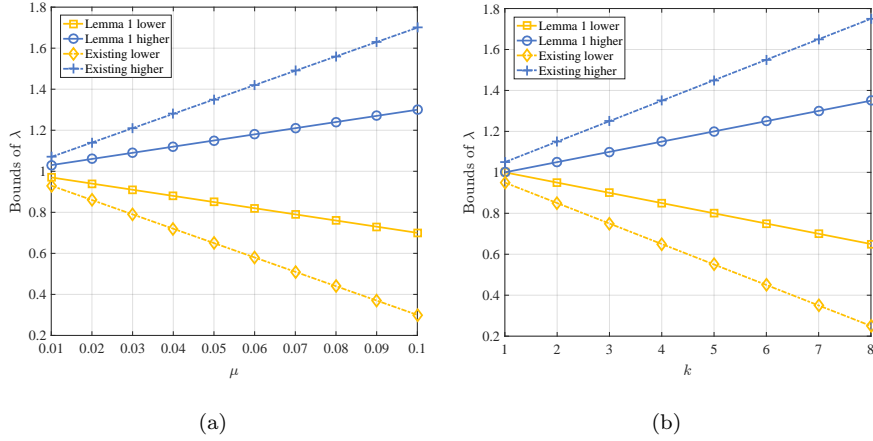 Lemma 1 lower
Lemma 1 higher
Existing lower
Existing higher
Bounds of λ
1.8
1.6
1.4
1.2
1
0.8
0.6
0.4
0.2
0.01 0.02 0.03 0.04 0.05 0.06 0.07 0.08 0.09 0.1
μ
(a)
Lemma 1 lower
Lemma 1 higher
Existing lower
Existing higher
Bounds of λ
1.8
1.6
1.4
1.2
1
0.8
0.6
0.4
0.2
1 2 3 4 5 6 7 8
k
(b)